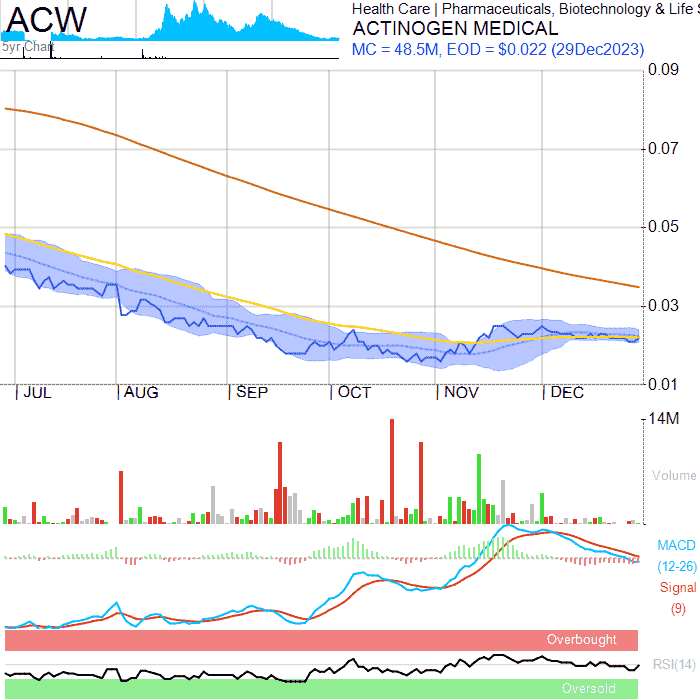 ACW
5yr Chart
Health Care | Pharmaceuticals, Biotechnology & Life S
ACTINOGEN MEDICAL
MC = 48.5M, EOD = $0.022 (29Dec2023)
0.09
0.07
0.05
0.03
0.01
JUL AUG SEP OCT NOV DEC
14M
Volume
MACD
(12-26)
Signal
(9)
Overbought
RSI(14)
Oversold